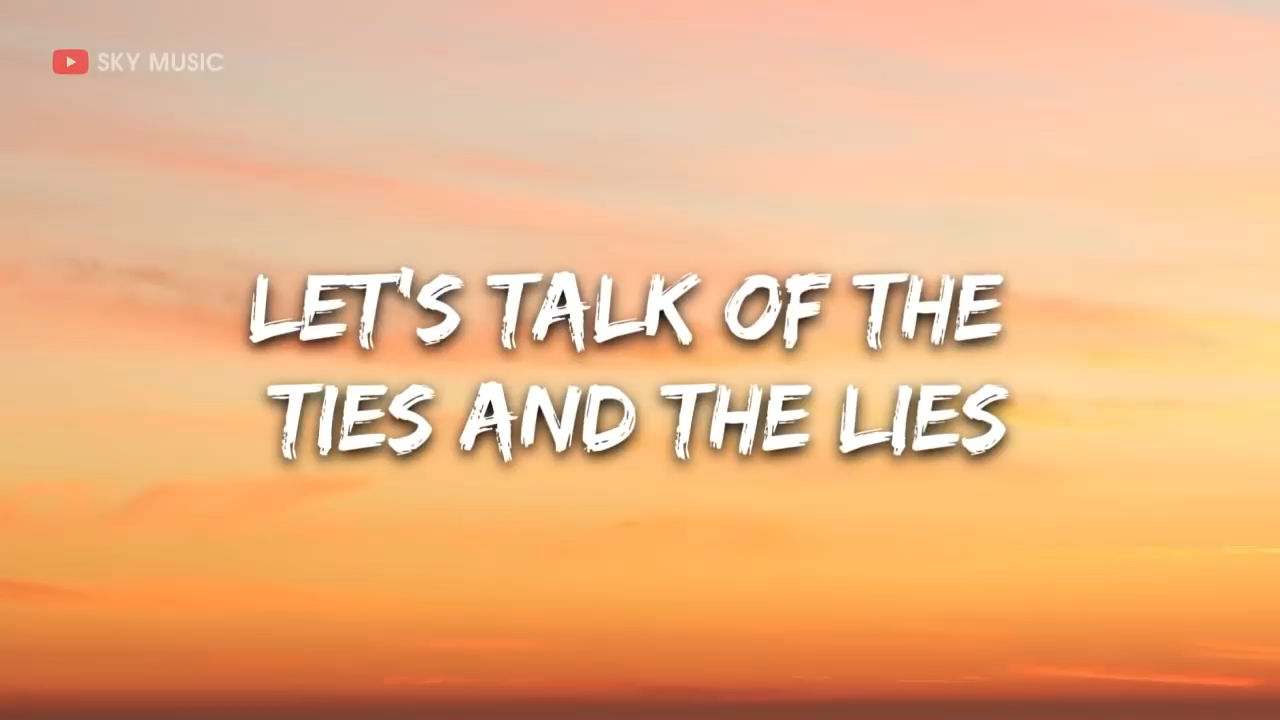 SKY MUSIC
LET'S TALK OF THE
TIES AND THE LIES